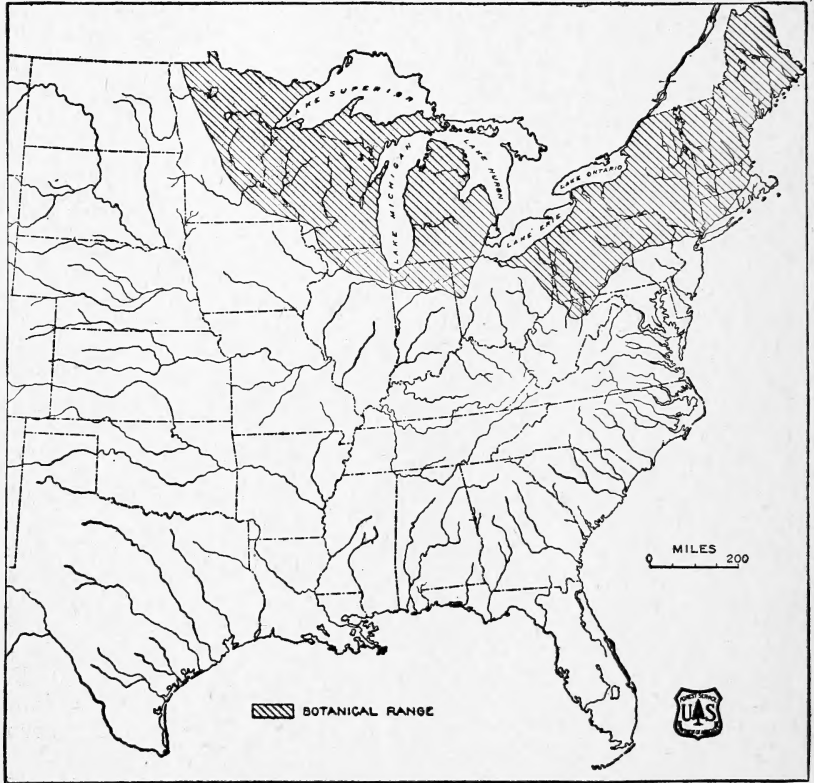 LAKE SUPERIOR
LAKE MICHIGAN
LAKE HURON
LAKE ONTARIO
LAKE ERIE
MILES
0 200
BOTANICAL RANGE
FOREST SERVICE
U S